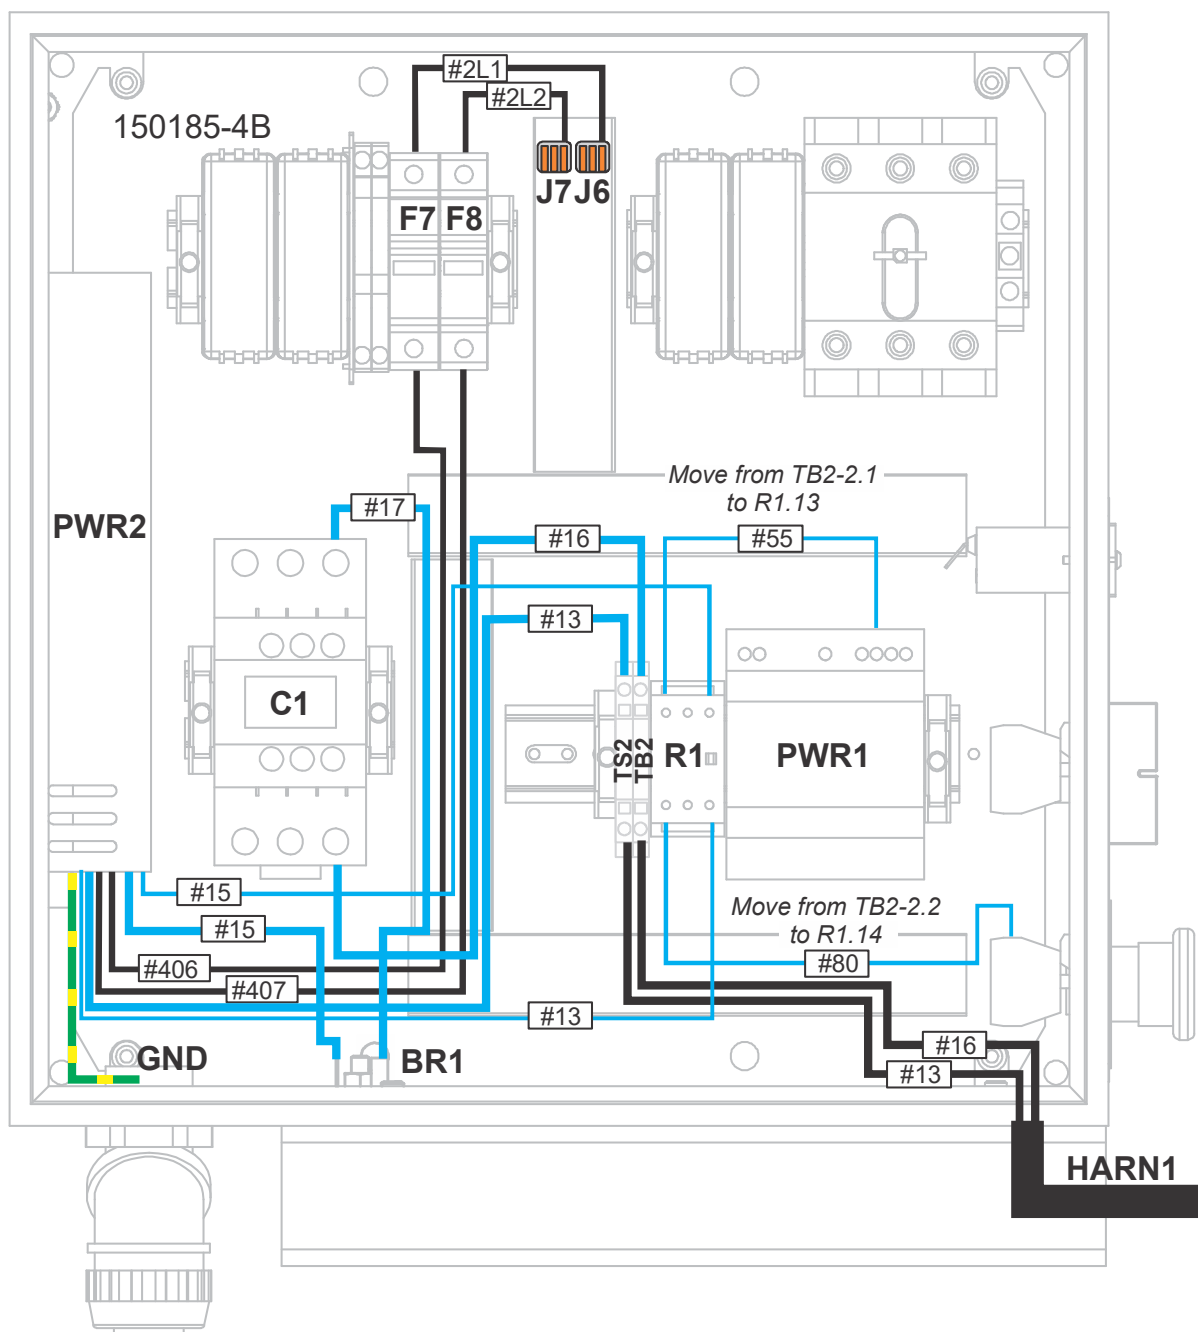 #2L1
#2L2
150185-4B
J7 J6
F7 F8
Move from TB2-2.1
to R1.13
#17
PWR2
#16
#55
#13
C1
TS2
TB2
R1
PWR1
#15
Move from TB2-2.2
to R1.14
#15
#406
#80
#407
#13
#16
GND
BR1
#13
HARN1